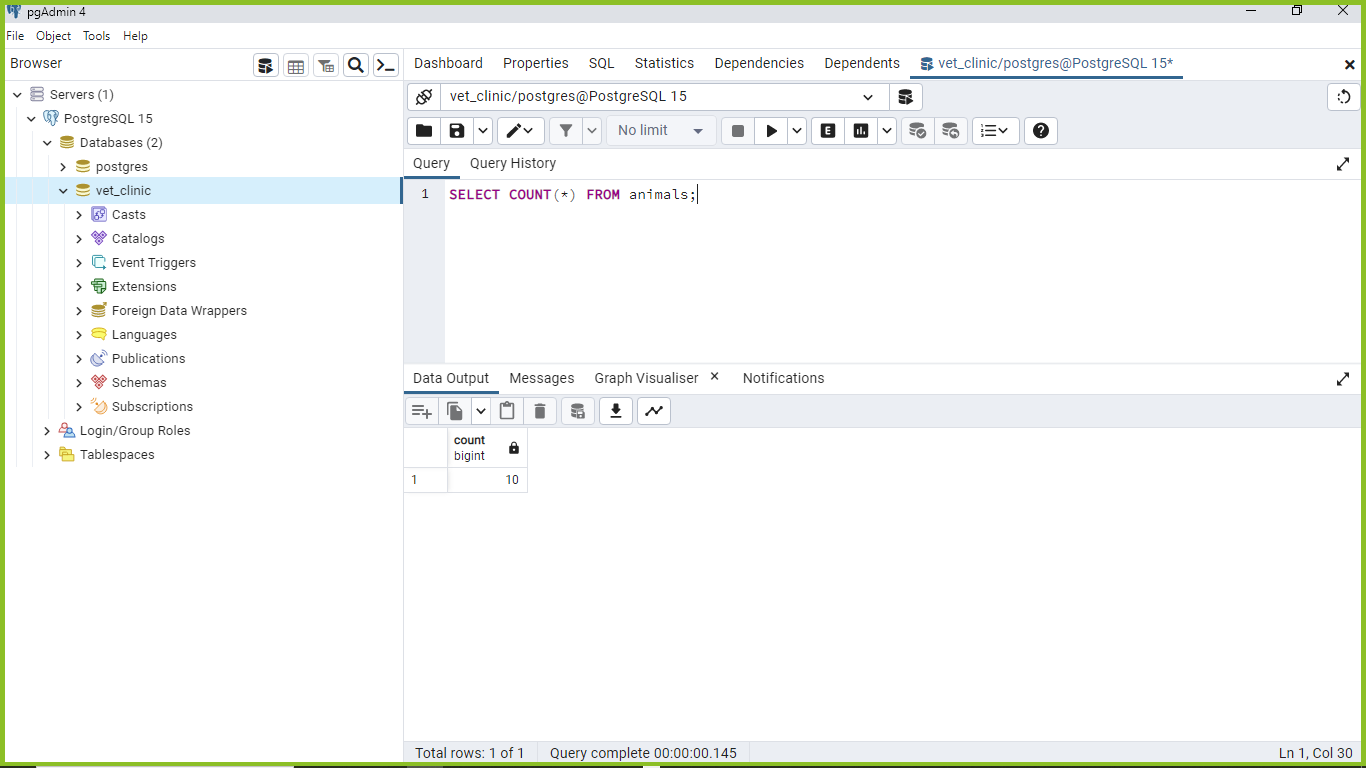 pgAdmin 4
File Object Tools Help
Browser
Servers (1)
PostgreSQL 15
Databases (2)
postgres
vet_clinic
Casts
Catalogs
Event Triggers
Extensions
Foreign Data Wrappers
Languages
Publications
Schemas
Subscriptions
Login/Group Roles
Tablespaces
Dashboard Properties SQL Statistics Dependencies Dependents vet_clinic/postgres@PostgreSQL 15*
vet_clinic/postgres@PostgreSQL 15
No limit E
Query Query History
1 SELECT COUNT(*) FROM animals;
Data Output Messages Graph Visualiser Notifications
count
bigint
1 10
Total rows: 1 of 1 Query complete 00:00:00.145 Ln 1, Col 30